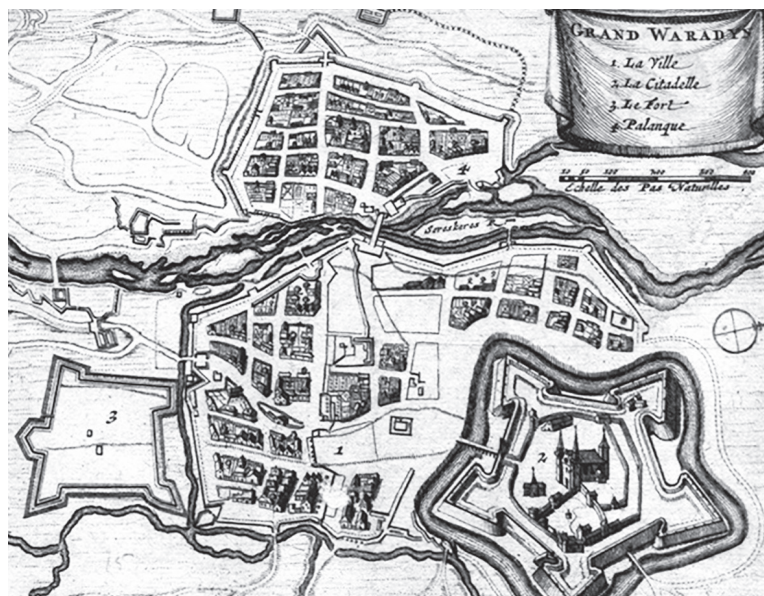 GRAND WARADYN
1. La Ville
2. La Citadelle
3. Le Fort
4. Palanque
Echelle des Pas Naturelles.
4
Sereskeres R.
3
1
2